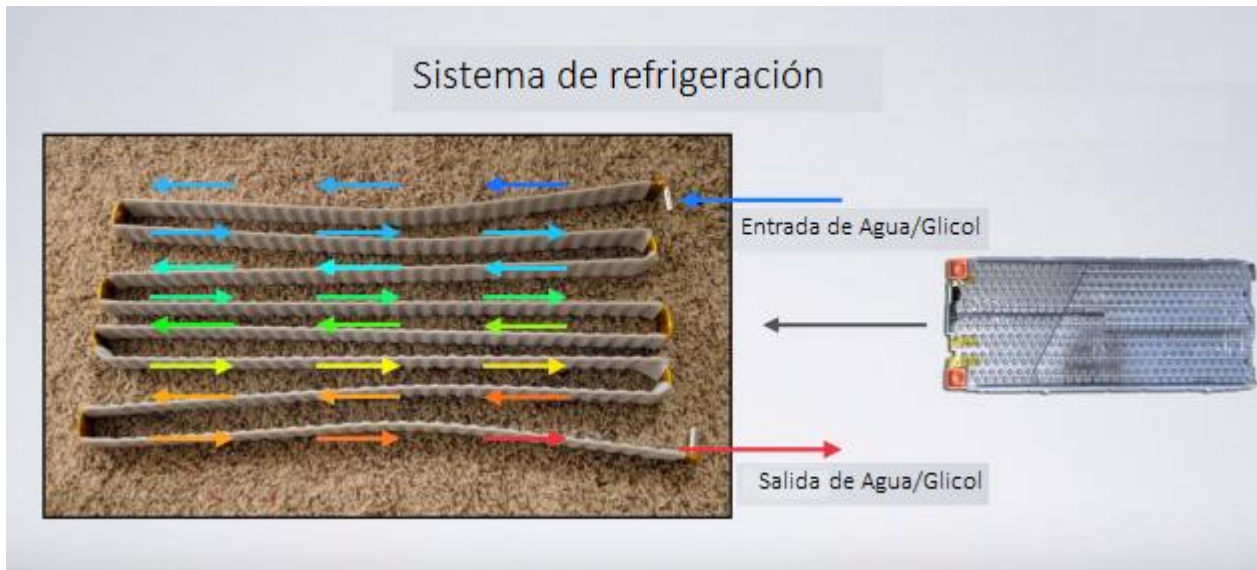 Sistema de refrigeración
Entrada de Agua/Glicol
Salida de Agua/Glicol